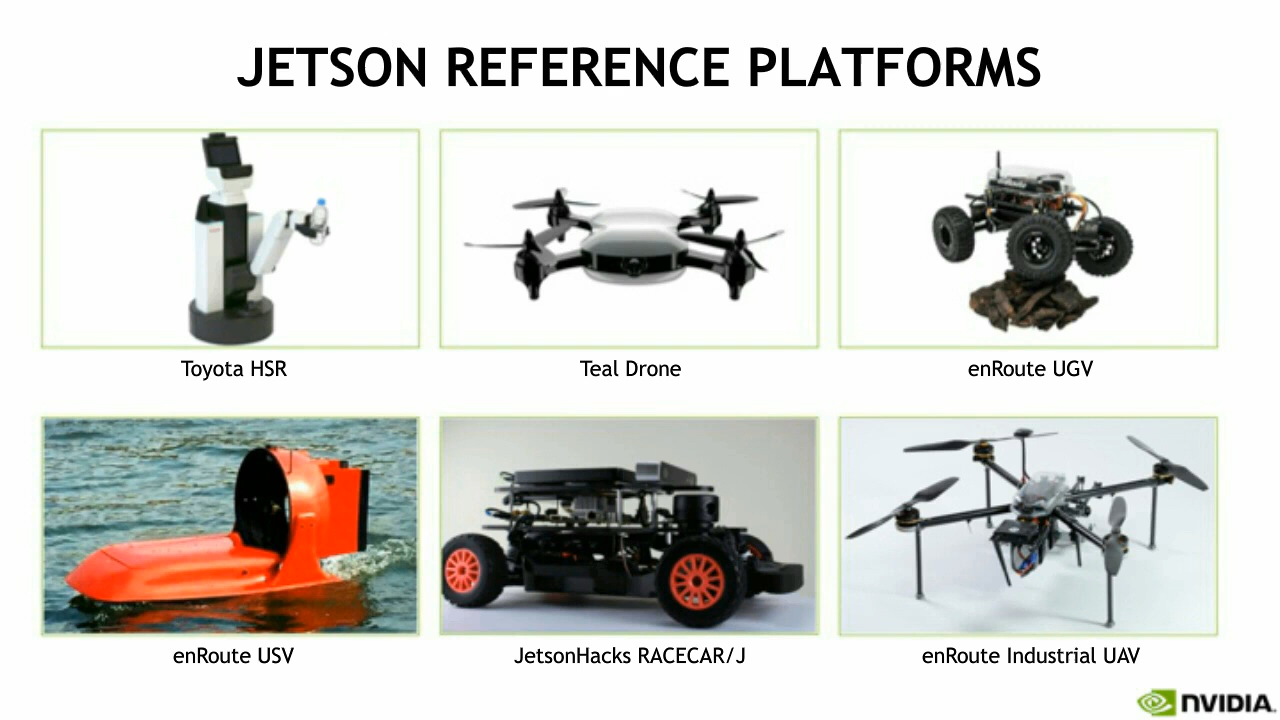 JETSON REFERENCE PLATFORMS
Toyota HSR
Teal Drone
enRoute UGV
enRoute USV
JetsonHacks RACECAR/J
enRoute Industrial UAV
NVIDIA.